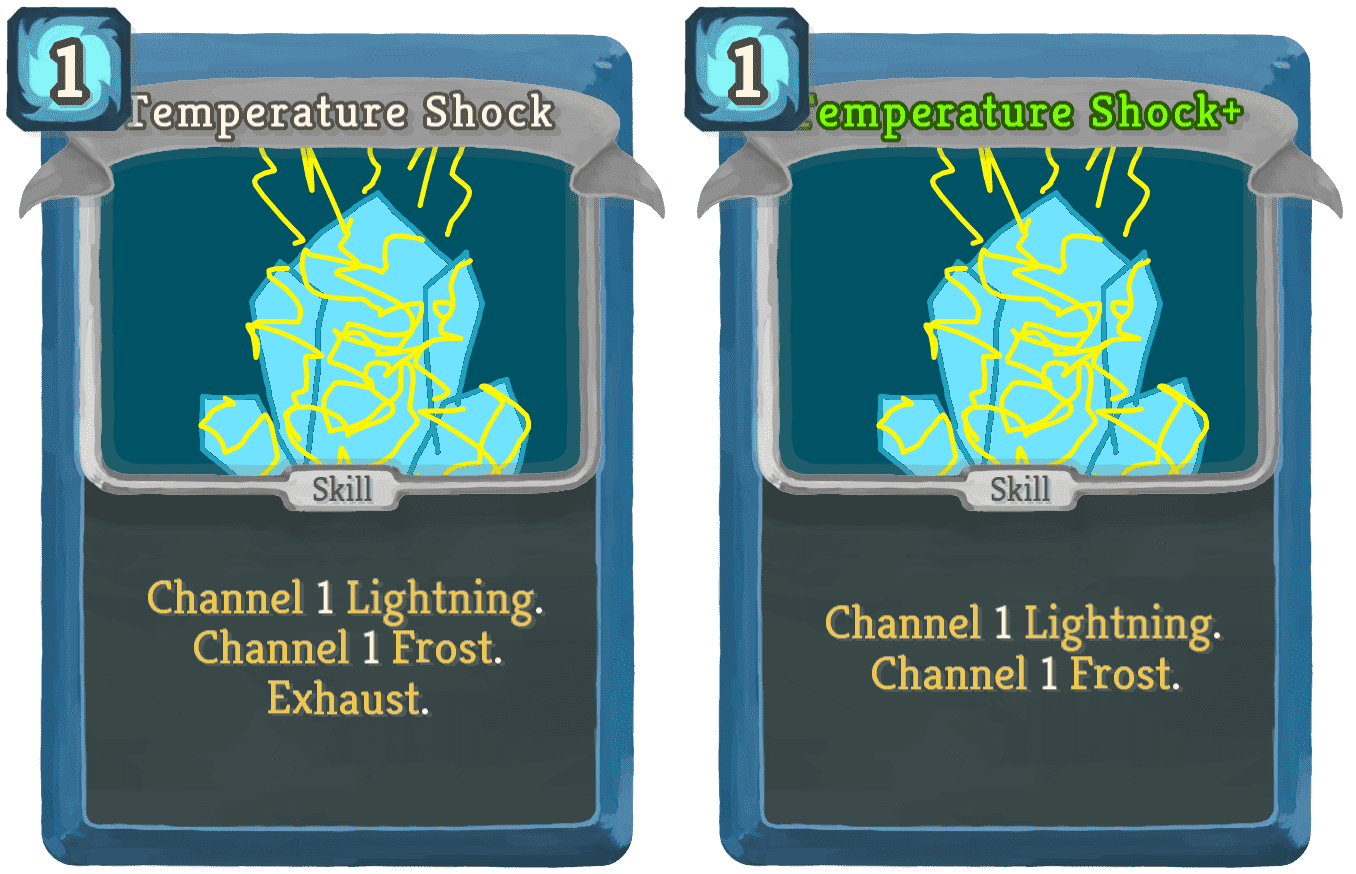 1
Temperature Shock
Skill
Channel 1 Lightning.
Channel 1 Frost.
Exhaust.
1
Temperature Shock+
Skill
Channel 1 Lightning.
Channel 1 Frost.